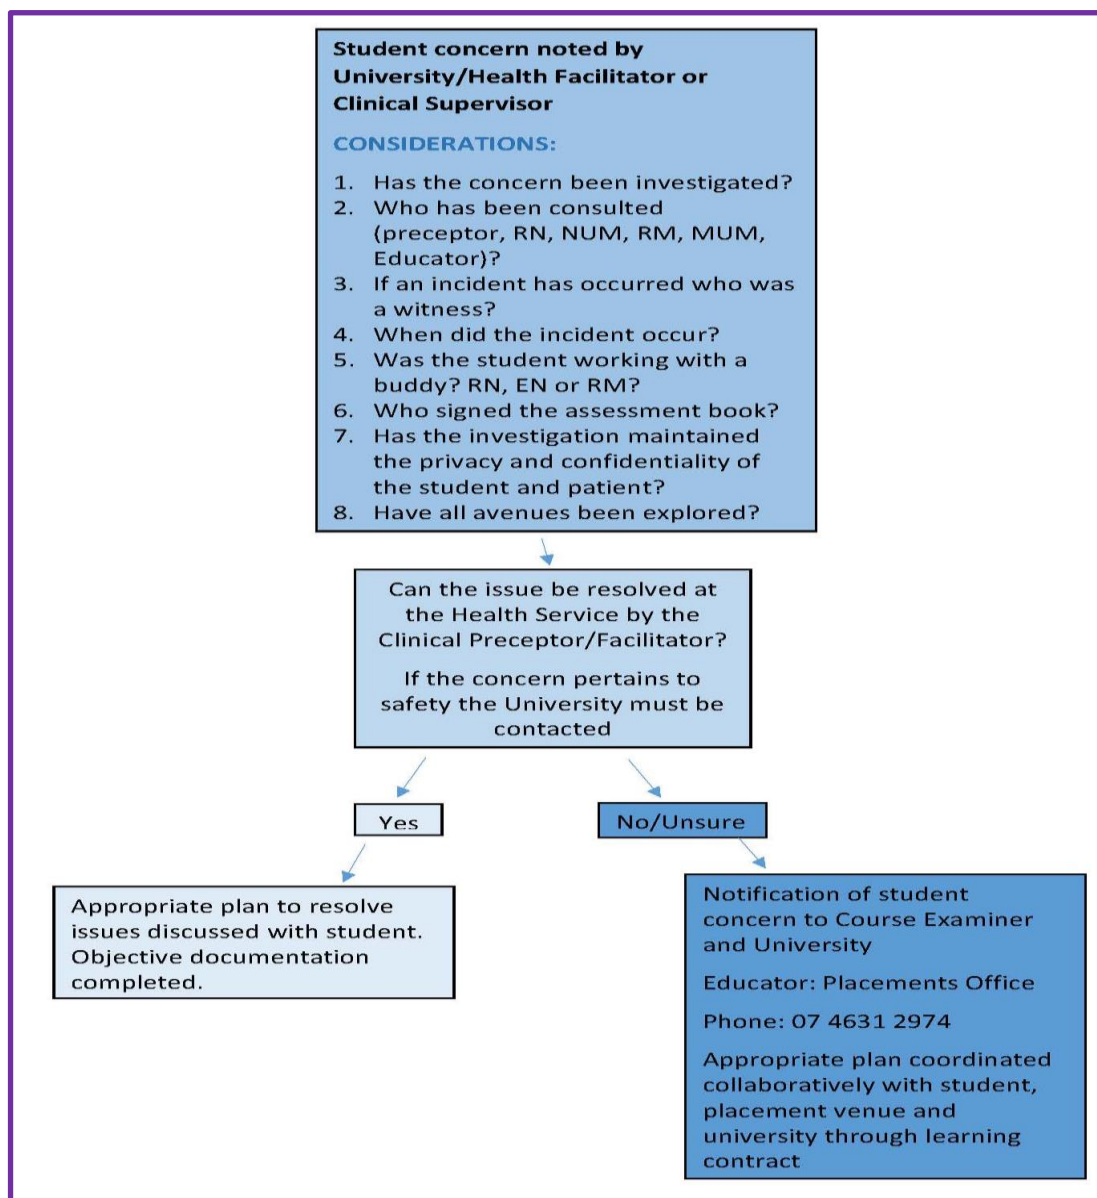 Student concern noted by
University/Health Facilitator or
Clinical Supervisor
CONSIDERATIONS:
1. Has the concern been investigated?
2. Who has been consulted
(preceptor, RN, NUM, RM, MUM,
Educator)?
3. If an incident has occurred who was
a witness?
4. When did the incident occur?
5. Was the student working with a
buddy? RN, EN or RM?
6. Who signed the assessment book?
7. Has the investigation maintained
the privacy and confidentiality of
the student and patient?
8. Have all avenues been explored?
Can the issue be resolved at
the Health Service by the
Clinical Preceptor/Facilitator?
If the concern pertains to
safety the University must be
contacted
Yes
No/Unsure
Appropriate plan to resolve
issues discussed with student.
Objective documentation
completed.
Notification of student
concern to Course Examiner
and University
Educator: Placements Office
Phone: 07 4631 2974
Appropriate plan coordinated
collaboratively with student,
placement venue and
university through learning
contract